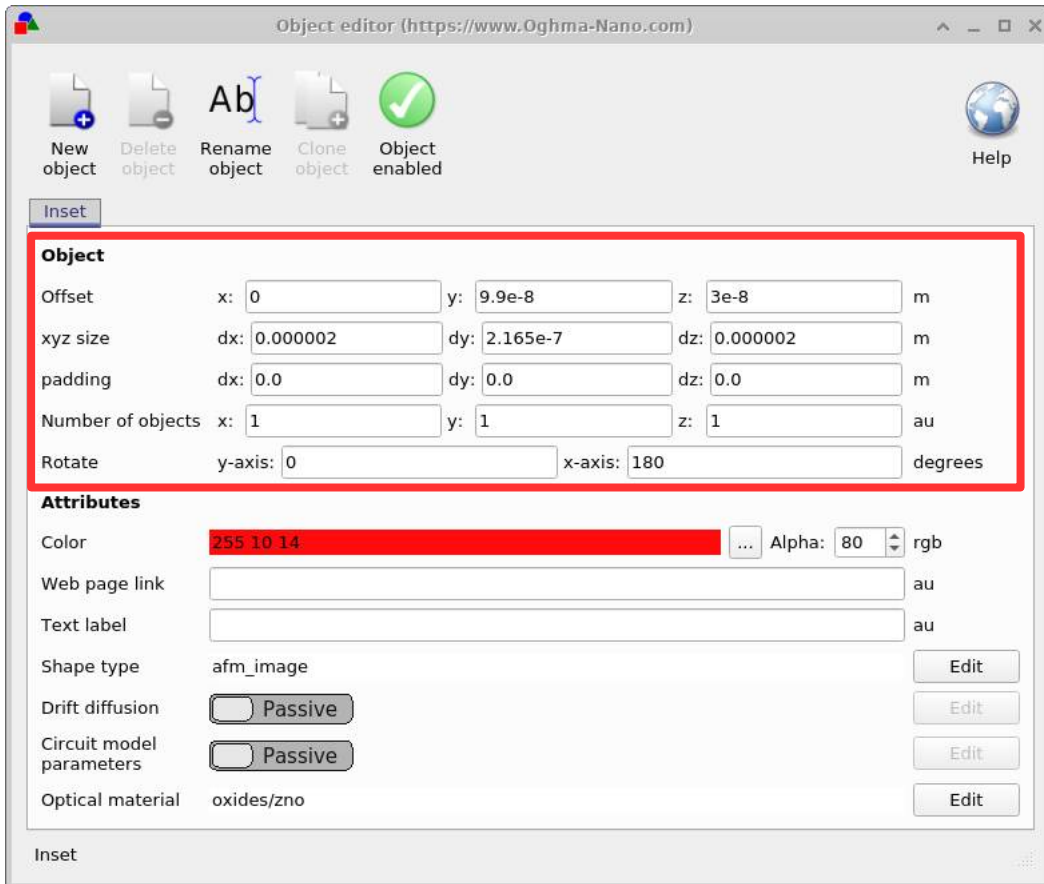 Object editor (https://www.Oghma-Nano.com)
New object
Delete object
Rename object
Clone object
Object enabled
Help
Inset
Object
Offset x: 0 y: 9.9e-8 z: 3e-8 m
xyz size dx: 0.000002 dy: 2.165e-7 dz: 0.000002 m
padding dx: 0.0 dy: 0.0 dz: 0.0 m
Number of objects x: 1 y: 1 z: 1 au
Rotate y-axis: 0 x-axis: 180 degrees
Attributes
Color 255 10 14 ... Alpha: 80 rgb
Web page link au
Text label au
Shape type afm_image Edit
Drift diffusion Passive Edit
Circuit model parameters Passive Edit
Optical material oxides/zno Edit
Inset